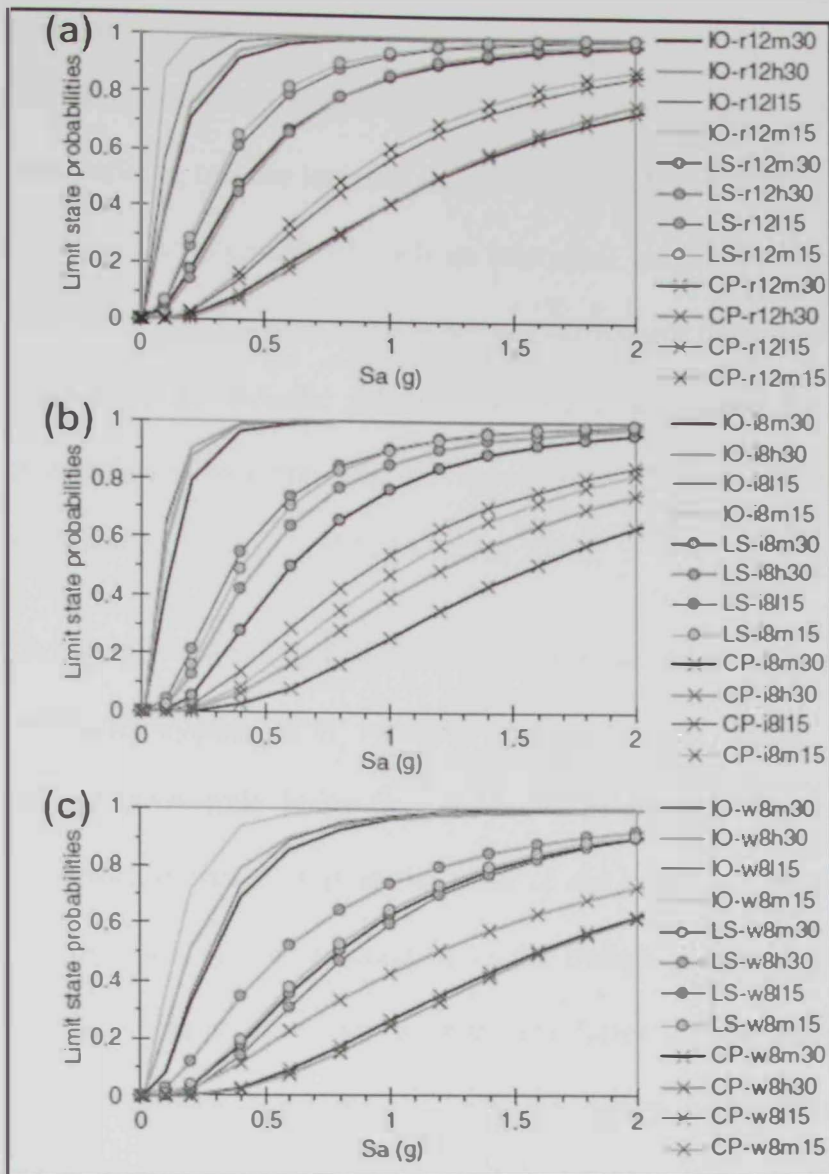 (a)
Limit state probabilities
1
0.8
0.6
0.4
0.2
0
0
0.5
1
1.5
2
Sa (g)
IO-r12m30
IO-r12h30
IO-r12l15
IO-r12m15
LS-r12m30
LS-r12h30
LS-r12l15
LS-r12m15
CP-r12m30
CP-r12h30
CP-r12l15
CP-r12m15
(b)
Limit state probabilities
1
0.8
0.6
0.4
0.2
0
0
0.5
1
1.5
2
Sa (g)
IO-i8m30
IO-i8h30
IO-i8l15
IO-i8m15
LS-i8m30
LS-i8h30
LS-i8l15
LS-i8m15
CP-i8m30
CP-i8h30
CP-i8l15
CP-i8m15
(c)
Limit state probabilities
1
0.8
0.6
0.4
0.2
0
0
0.5
1
1.5
2
Sa (g)
IO-w8m30
IO-w8h30
IO-w8l15
IO-w8m15
LS-w8m30
LS-w8h30
LS-w8l15
LS-w8m15
CP-w8m30
CP-w8h30
CP-w8l15
CP-w8m15